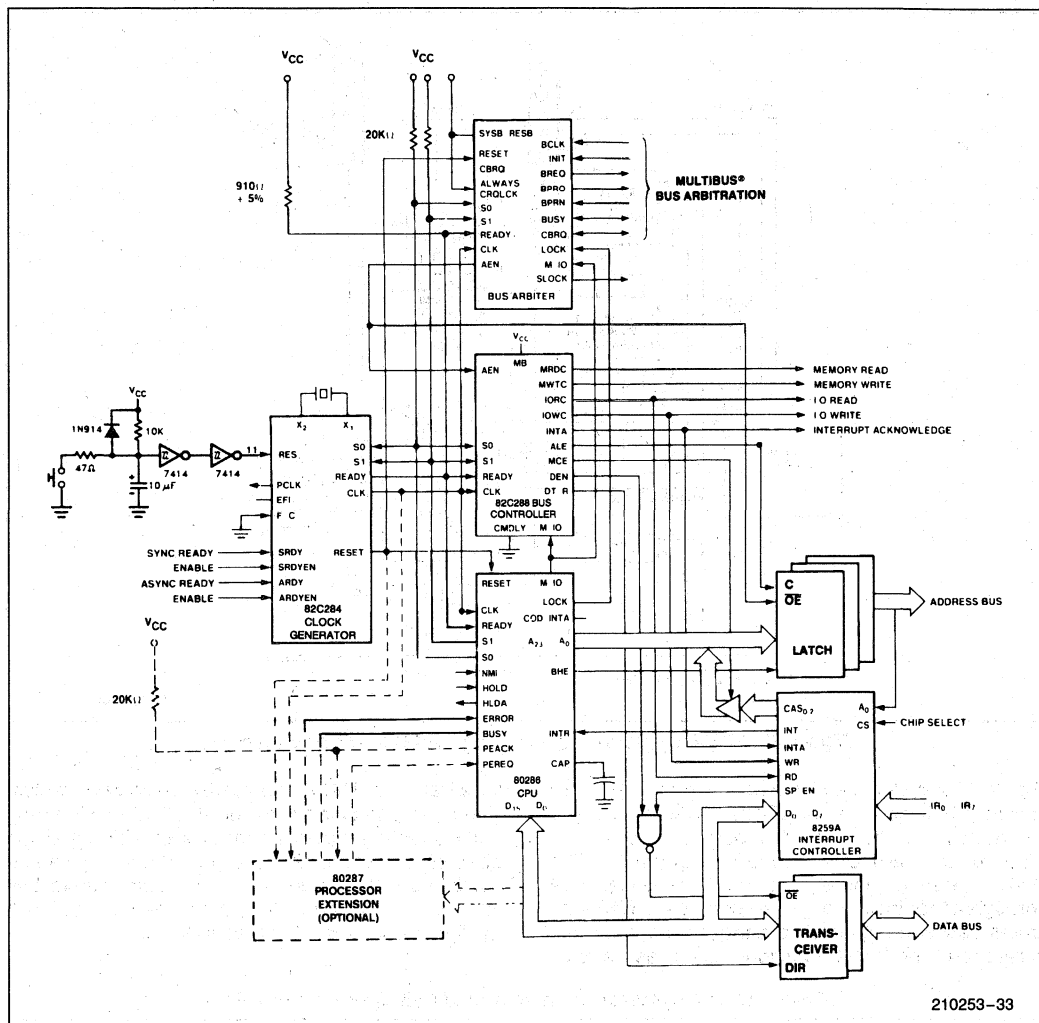 VCC
VCC
20KΩ
910Ω
+ 5%
SYSB RESB
RESET
CBRQ
ALWAYS
CRQLCK
S0
S1
READY
CLK
AEN
BCLK
INIT
BREQ
BPRO
BPRN
BUSY
CBRQ
LOCK
M IO
SLOCK
BUS ARBITER
MULTIBUS®
BUS ARBITRATION
VCC
MB
AEN
S0
S1
READY
CLK
MRDC
MWTC
IORC
IOWC
INTA
ALE
MCE
DEN
DT R
82C288 BUS
CONTROLLER
CMDLY M IO
MEMORY READ
MEMORY WRITE
I O READ
I O WRITE
INTERRUPT ACKNOWLEDGE
VCC
1N914
10K
47Ω
10 µF
7414
7414
11
X2 X1
RES
PCLK
EFI
F C
SRDY
SRDYEN
ARDY
ARDYEN
S0
S1
READY
CLK
RESET
82C284
CLOCK
GENERATOR
SYNC READY
ENABLE
ASYNC READY
ENABLE
VCC
20KΩ
RESET
CLK
READY
S1
S0
NMI
HOLD
HLDA
ERROR
BUSY
PEACK
PEREQ
M IO
LOCK
COD INTA
A23 A0
BHE
INTR
CAP
80286
CPU
D15 D0
C
OE
LATCH
ADDRESS BUS
CAS0-2
INT
INTA
WR
RD
SP EN
D0 D7
A0
CS
CHIP SELECT
IR0 IR7
8259A
INTERRUPT
CONTROLLER
80287
PROCESSOR
EXTENSION
(OPTIONAL)
OE
TRANS-
CEIVER
DIR
DATA BUS
210253-33